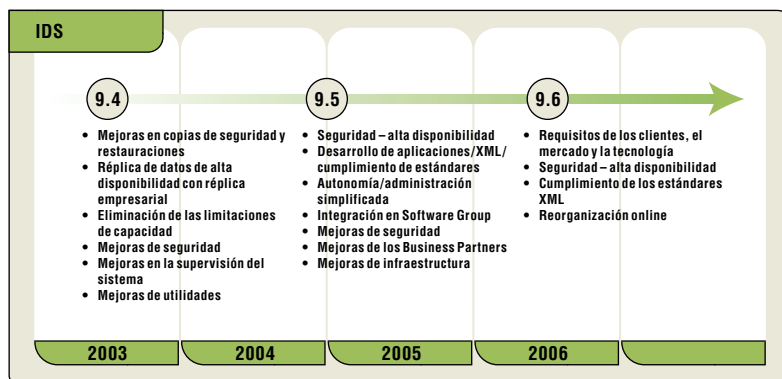 IDS
9.4
9.5
9.6
• Mejoras en copias de seguridad y
restauraciones
• Réplica de datos de alta
disponibilidad con réplica
empresarial
• Eliminación de las limitaciones
de capacidad
• Mejoras de seguridad
• Mejoras en la supervisión del
sistema
• Mejoras de utilidades
• Seguridad – alta disponibilidad
• Desarrollo de aplicaciones/XML/
cumplimiento de estándares
• Autonomía/administración
simplificada
• Integración en Software Group
• Mejoras de seguridad
• Mejoras de los Business Partners
• Mejoras de infraestructura
• Requisitos de los clientes, el
mercado y la tecnología
• Seguridad – alta disponibilidad
• Cumplimiento de los estándares
XML
• Reorganización online
2003
2004
2005
2006